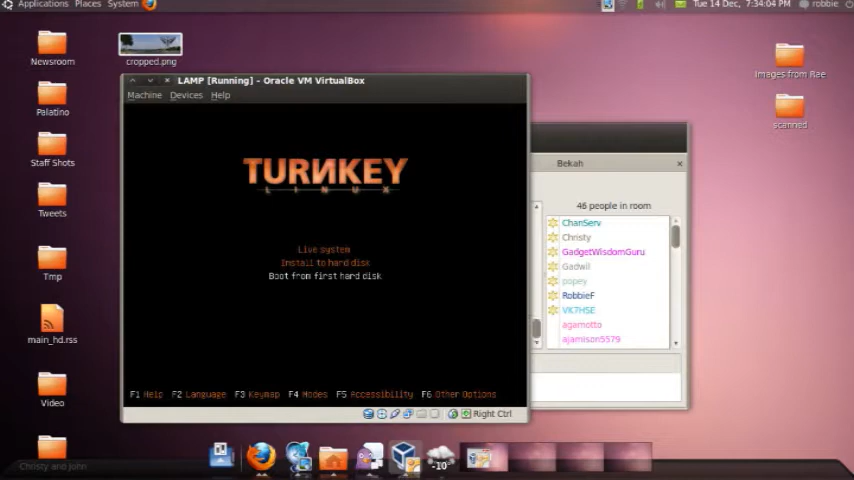 Applications Places System
Tue 14 Dec, 7:34:04 PM
robbie
Newsroom
cropped.png
Images from Rae
Palatino
scanned
Staff Shots
Tweets
Tmp
main_hd.rss
Video
LAMP [Running] - Oracle VM VirtualBox
Machine Devices Help
TURNKEY
LINUX
Live system
Install to hard disk
Boot from first hard disk
F1 Help F2 Language F3 Keymap F4 Modes F5 Accessibility F6 Other Options
Right Ctrl
Bekah
46 people in room
ChanServ
Christy
GadgetWisdomGuru
Gadwil
popey
RobbieF
VK7HSE
agamotto
ajamison5579
-10
Christy and John